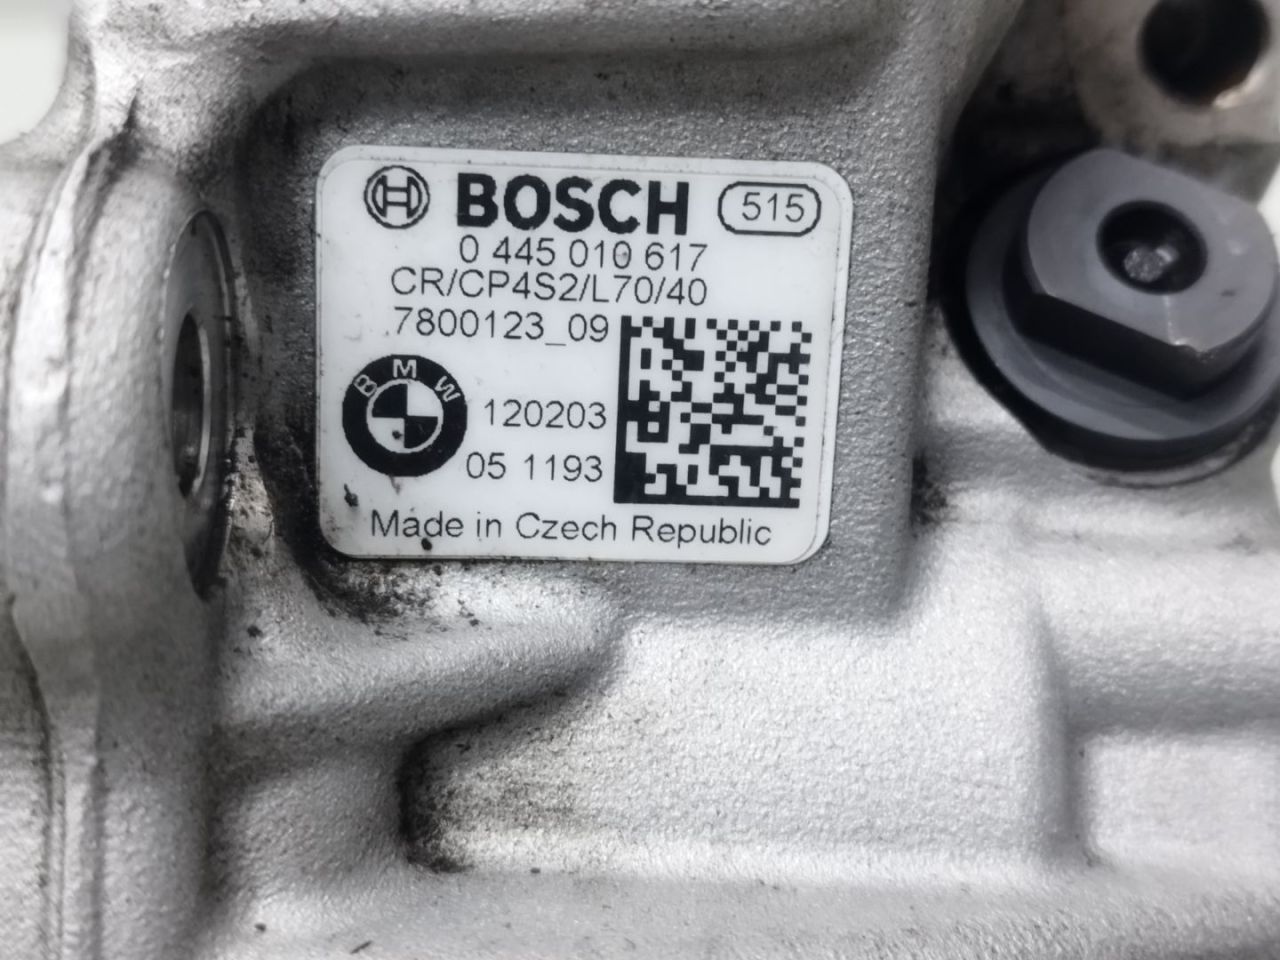 BOSCH 515
0 445 010 617
CR/CP4S2/L70/40
7800123_09
BMW
120203
05 1193
Made in Czech Republic